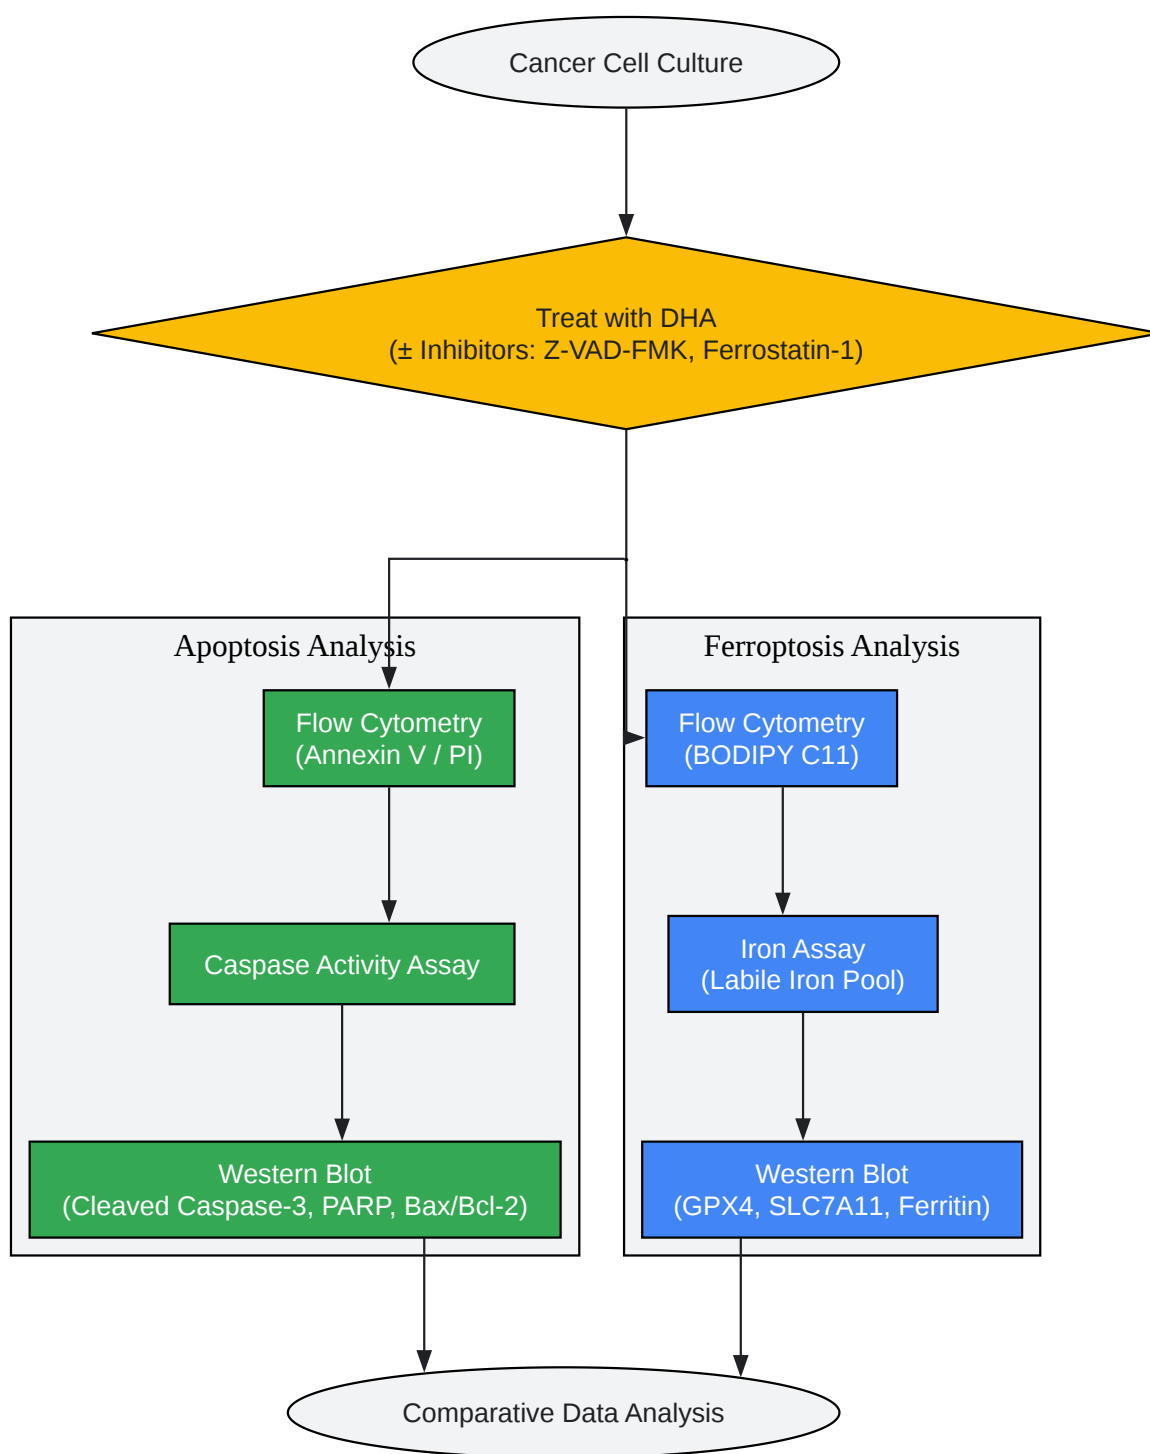 Cancer Cell Culture
Treat with DHA
(± Inhibitors: Z-VAD-FMK, Ferrostatin-1)
Apoptosis Analysis
Flow Cytometry
(Annexin V / PI)
Caspase Activity Assay
Western Blot
(Cleaved Caspase-3, PARP, Bax/Bcl-2)
Ferroptosis Analysis
Flow Cytometry
(BODIPY C11)
Iron Assay
(Labile Iron Pool)
Western Blot
(GPX4, SLC7A11, Ferritin)
Comparative Data Analysis